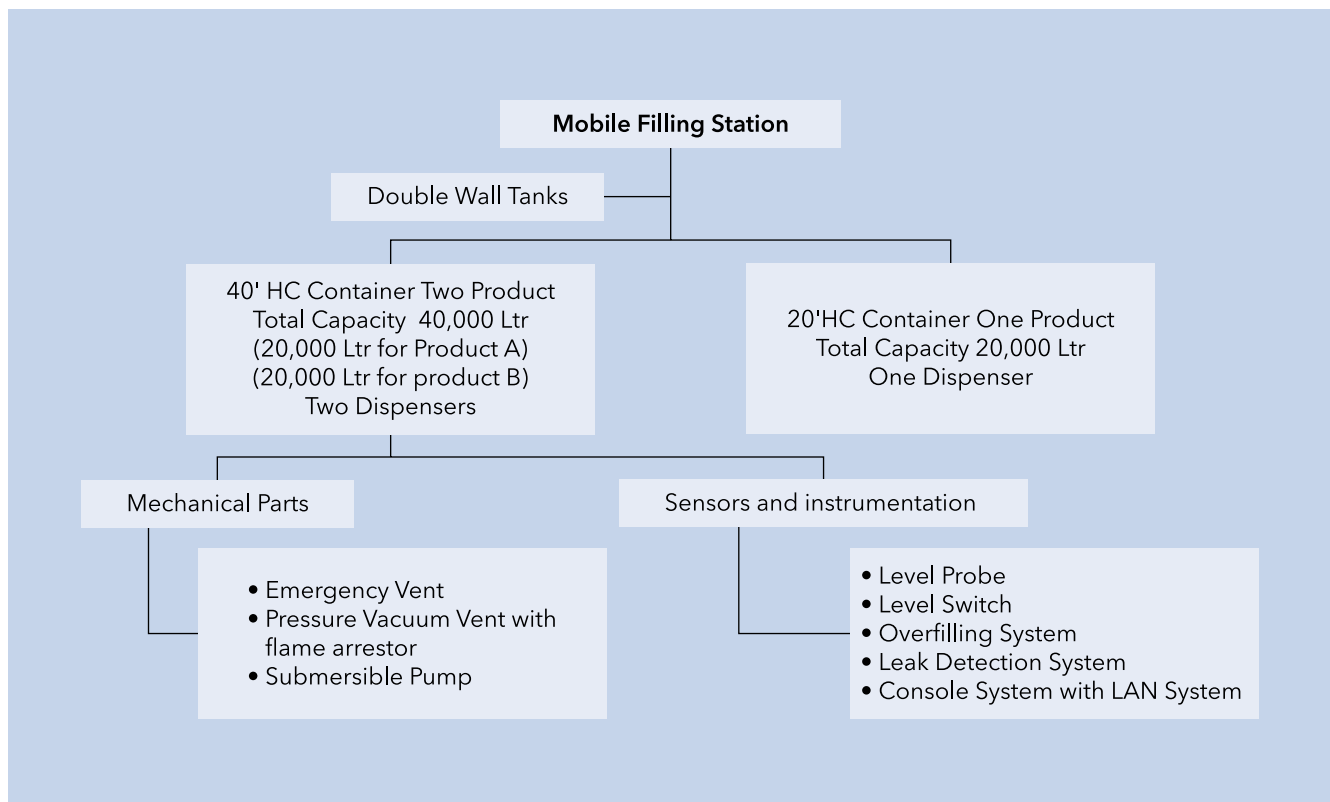 Mobile Filling Station
Double Wall Tanks
40' HC Container Two Product
Total Capacity  40,000 Ltr
(20,000 Ltr for Product A)
(20,000 Ltr for product B)
Two Dispensers
20'HC Container One Product
Total Capacity 20,000 Ltr
One Dispenser
Mechanical Parts
• Emergency Vent
• Pressure Vacuum Vent with
flame arrestor
• Submersible Pump
Sensors and instrumentation
• Level Probe
• Level Switch
• Overfilling System
• Leak Detection System
• Console System with LAN System